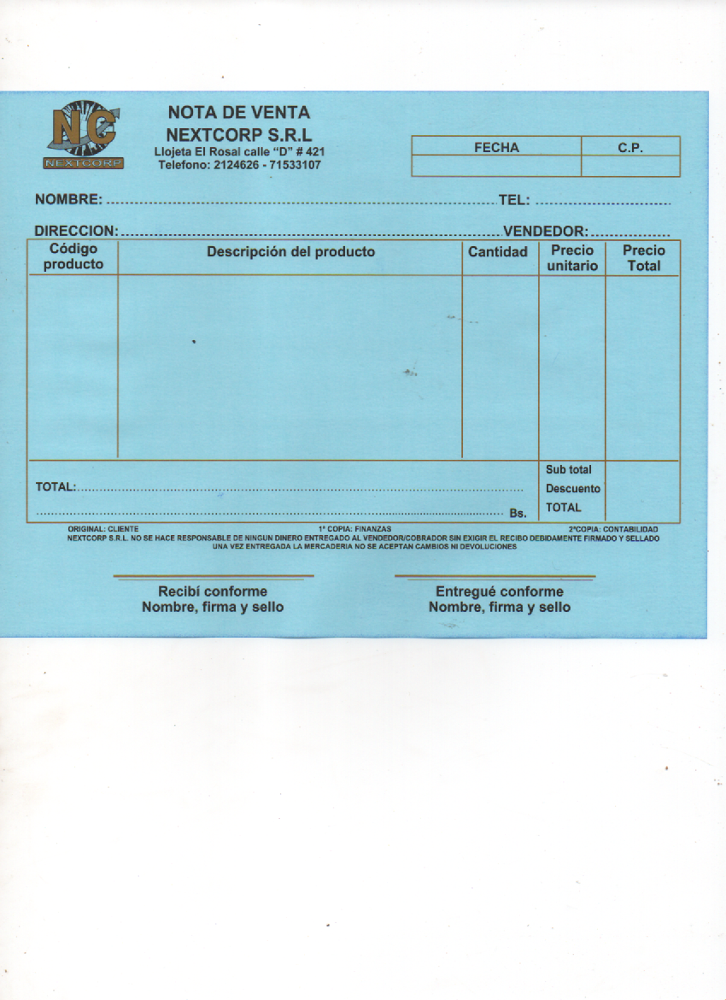 NC
NEXTCORP
NOTA DE VENTA
NEXTCORP S.R.L
Llojeta El Rosal calle “D” # 421
Telefono: 2124626 - 71533107
FECHA C.P.
NOMBRE: TEL:
DIRECCION: VENDEDOR:
Código producto Descripción del producto Cantidad Precio unitario Precio Total
Sub total
TOTAL: Descuento
Bs. TOTAL
ORIGINAL: CLIENTE 1ª COPIA: FINANZAS 2ªCOPIA: CONTABILIDAD
NEXTCORP S.R.L. NO SE HACE RESPONSABLE DE NINGUN DINERO ENTREGADO AL VENDEDOR/COBRADOR SIN EXIGIR EL RECIBO DEBIDAMENTE FIRMADO Y SELLADO
UNA VEZ ENTREGADA LA MERCADERIA NO SE ACEPTAN CAMBIOS NI DEVOLUCIONES
Recibí conforme Entregué conforme
Nombre, firma y sello Nombre, firma y sello